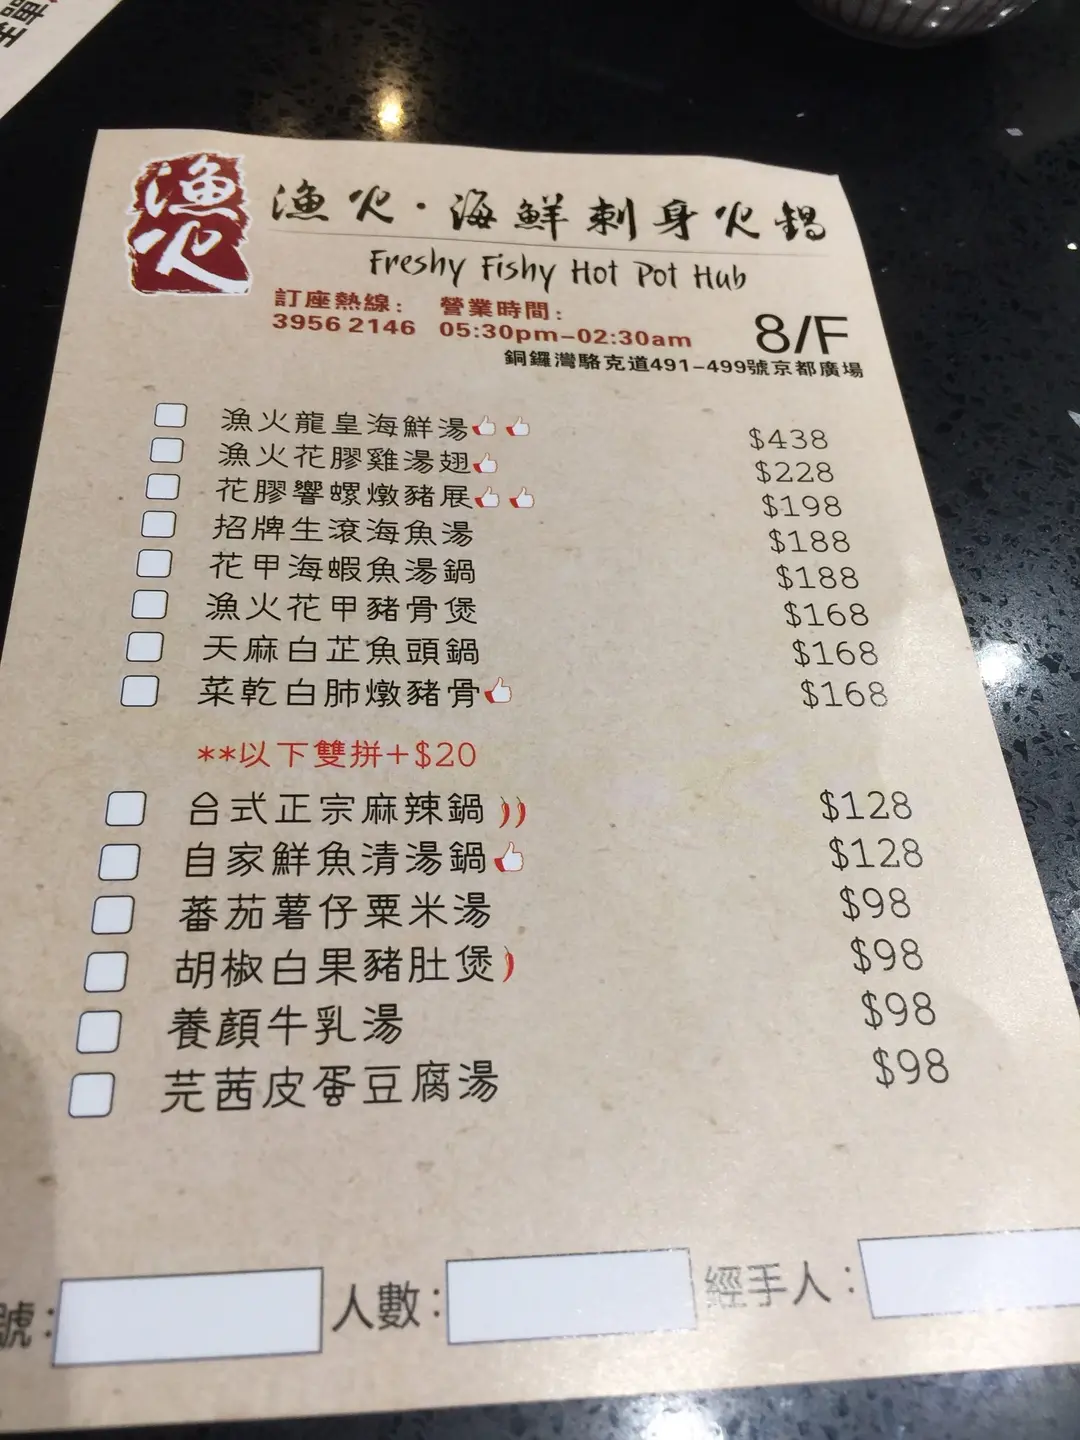 漁火
漁火·海鮮刺身火鍋
Freshy Fishy Hot Pot Hub
訂座熱線： 營業時間：
3956 2146 05:30pm-02:30am
8/F
銅鑼灣駱克道491-499號京都廣場
漁火龍皇海鮮湯 $438
漁火花膠雞湯翅 $228
花膠響螺燉豬展 $198
招牌生滾海魚湯 $188
花甲海蝦魚湯鍋 $188
漁火花甲豬骨煲 $168
天麻白芷魚頭鍋 $168
菜乾白肺燉豬骨 $168
**以下雙拼+$20
台式正宗麻辣鍋 $128
自家鮮魚清湯鍋 $128
蕃茄薯仔粟米湯 $98
胡椒白果豬肚煲 $98
養顏牛乳湯 $98
芫茜皮蛋豆腐湯 $98
號： 人數： 經手人：